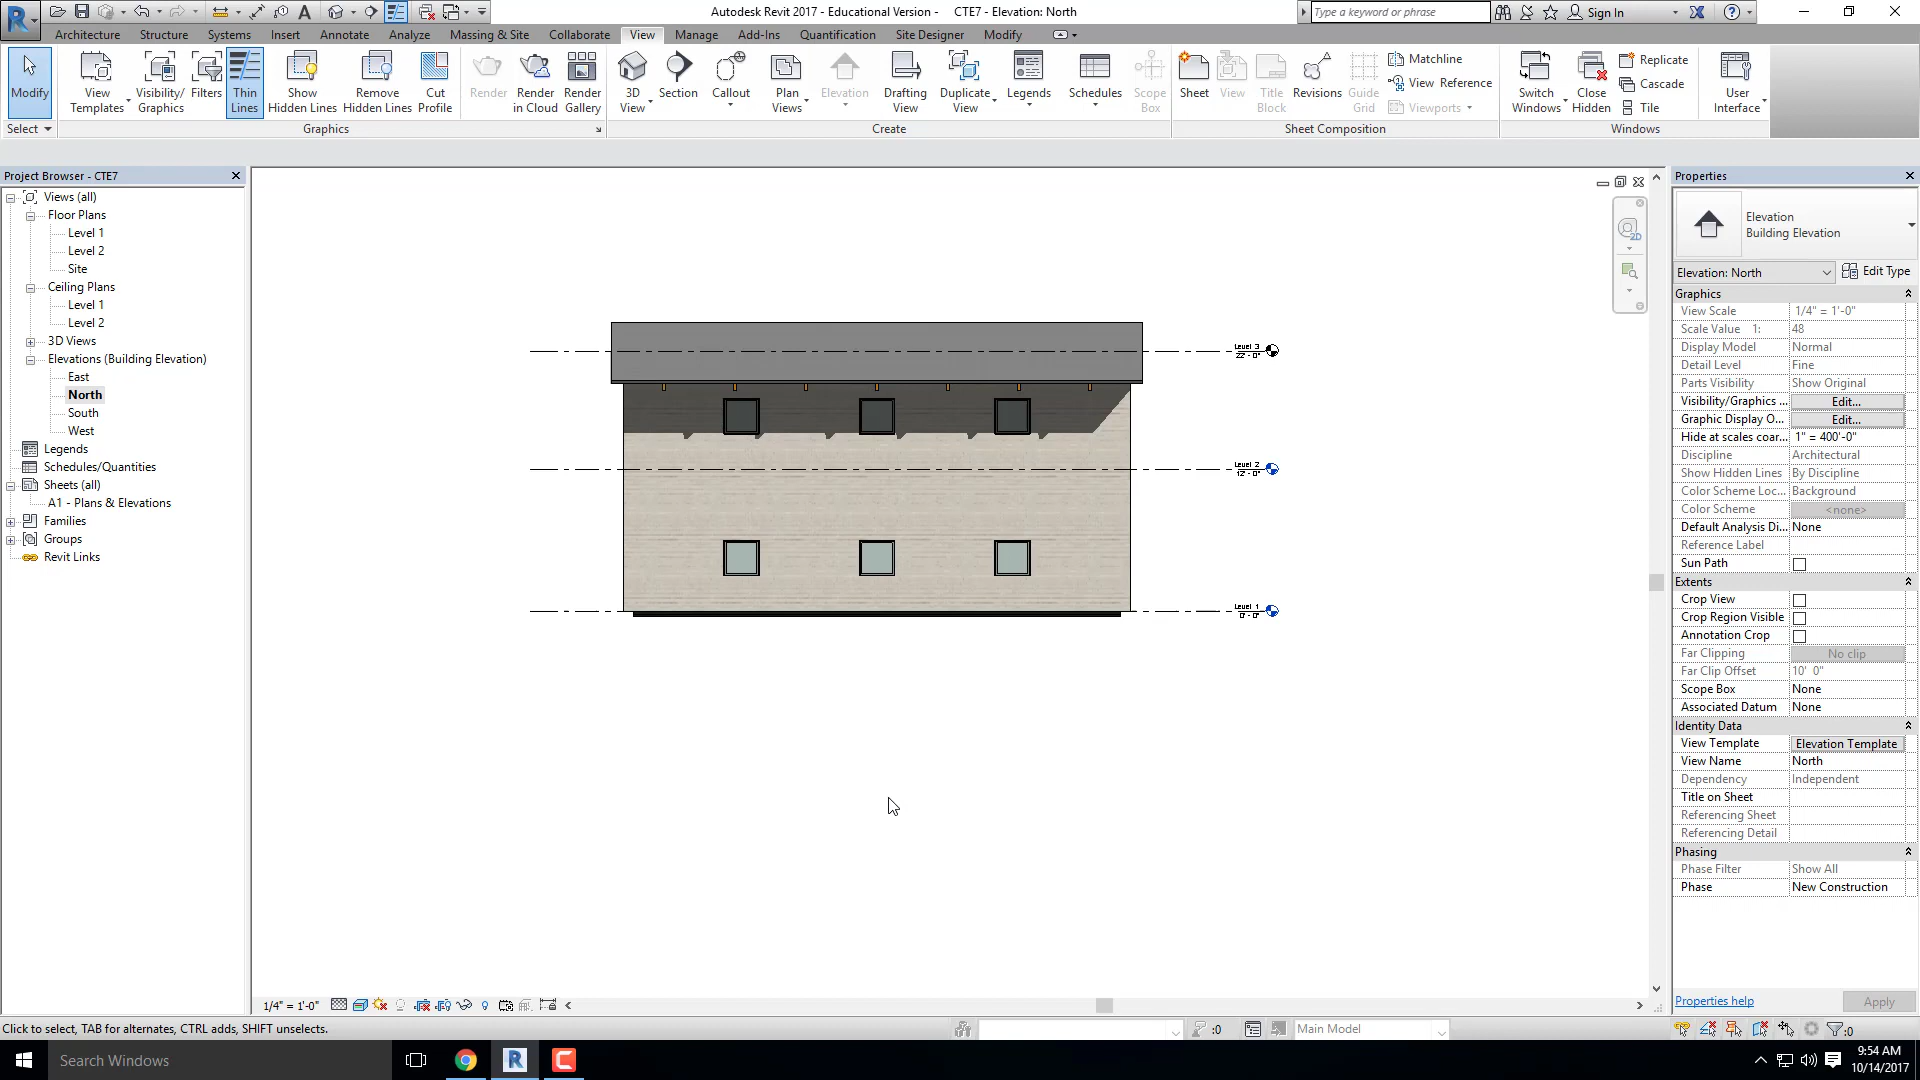 Autodesk Revit 2017 - Educational Version - CTE7 - Elevation: North
Type a keyword or phrase
Sign In
Architecture Structure Systems Insert Annotate Analyze Massing & Site Collaborate View Manage Add-Ins Quantification Site Designer Modify
Modify
View Templates
Visibility/ Graphics
Filters
Thin Lines
Show Hidden Lines
Remove Hidden Lines
Cut Profile
Render
Render in Cloud
Render Gallery
3D View
Section
Callout
Plan Views
Elevation
Drafting View
Duplicate View
Legends
Schedules
Scope Box
Sheet
View
Title Block
Revisions
Guide Grid
Matchline
View Reference
Viewports
Switch Windows
Close Hidden
Replicate
Cascade
Tile
User Interface
Select
Graphics
Create
Sheet Composition
Windows
Project Browser - CTE7
Views (all)
Floor Plans
Level 1
Level 2
Site
Ceiling Plans
Level 1
Level 2
3D Views
Elevations (Building Elevation)
East
North
South
West
Legends
Schedules/Quantities
Sheets (all)
A1 - Plans & Elevations
Families
Groups
Revit Links
2D
Level 3
22' - 0"
Level 2
12' - 0"
Level 1
0' - 0"
Properties
Elevation
Building Elevation
Elevation: North
Edit Type
Graphics
View Scale 1/4" = 1'-0"
Scale Value 1: 48
Display Model Normal
Detail Level Fine
Parts Visibility Show Original
Visibility/Graphics ... Edit...
Graphic Display O... Edit...
Hide at scales coar... 1" = 400'-0"
Discipline Architectural
Show Hidden Lines By Discipline
Color Scheme Loc... Background
Color Scheme <none>
Default Analysis Di... None
Reference Label
Sun Path
Extents
Crop View
Crop Region Visible
Annotation Crop
Far Clipping No clip
Far Clip Offset 10' 0"
Scope Box None
Associated Datum None
Identity Data
View Template Elevation Template
View Name North
Dependency Independent
Title on Sheet
Referencing Sheet
Referencing Detail
Phasing
Phase Filter Show All
Phase New Construction
Properties help
Apply
1/4" = 1'-0"
Click to select, TAB for alternates, CTRL adds, SHIFT unselects.
:0
Main Model
:0
Search Windows
9:54 AM
10/14/2017